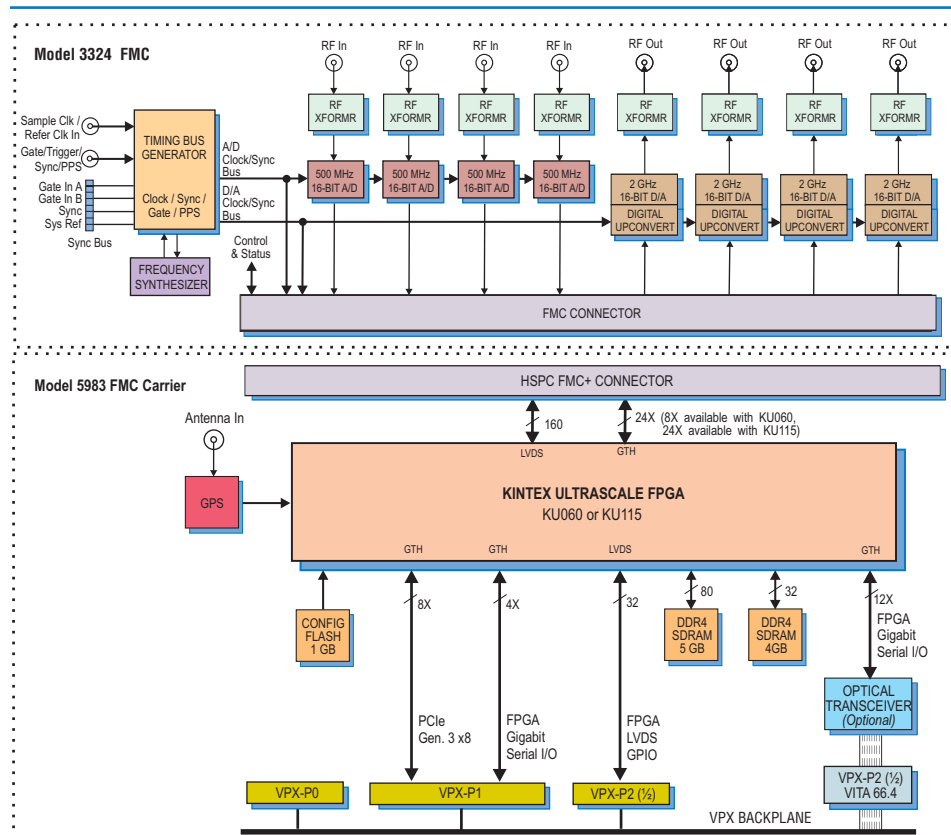 Model 3324 FMC
RF In
RF In
RF In
RF In
RF Out
RF Out
RF Out
RF Out
Sample Clk /
Refer Clk In
Gate/Trigger/
Sync/PPS
Gate In A
Gate In B
Sync
Sys Ref
Sync Bus
TIMING BUS
GENERATOR
Clock / Sync /
Gate / PPS
FREQUENCY
SYNTHESIZER
A/D
Clock/Sync
Bus
D/A
Clock/Sync
Bus
Control
& Status
RF
XFORMR
RF
XFORMR
RF
XFORMR
RF
XFORMR
RF
XFORMR
RF
XFORMR
RF
XFORMR
RF
XFORMR
500 MHz
16-BIT A/D
500 MHz
16-BIT A/D
500 MHz
16-BIT A/D
500 MHz
16-BIT A/D
2 GHz
16-BIT D/A
DIGITAL
UPCONVERT
2 GHz
16-BIT D/A
DIGITAL
UPCONVERT
2 GHz
16-BIT D/A
DIGITAL
UPCONVERT
2 GHz
16-BIT D/A
DIGITAL
UPCONVERT
FMC CONNECTOR
Model 5983 FMC Carrier
HSPC FMC+ CONNECTOR
160
24X (8X available with KU060,
24X available with KU115)
Antenna In
GPS
LVDS
GTH
KINTEX ULTRASCALE FPGA
KU060 or KU115
GTH
GTH
LVDS
GTH
8X
4X
32
80
32
12X
CONFIG
FLASH
1 GB
DDR4
SDRAM
5 GB
DDR4
SDRAM
4GB
FPGA
Gigabit
Serial I/O
OPTICAL
TRANSCEIVER
(Optional)
PCIe
Gen. 3 x8
FPGA
Gigabit
Serial I/O
FPGA
LVDS
GPIO
VPX-P0
VPX-P1
VPX-P2 (½)
VPX-P2 (½)
VITA 66.4
VPX BACKPLANE